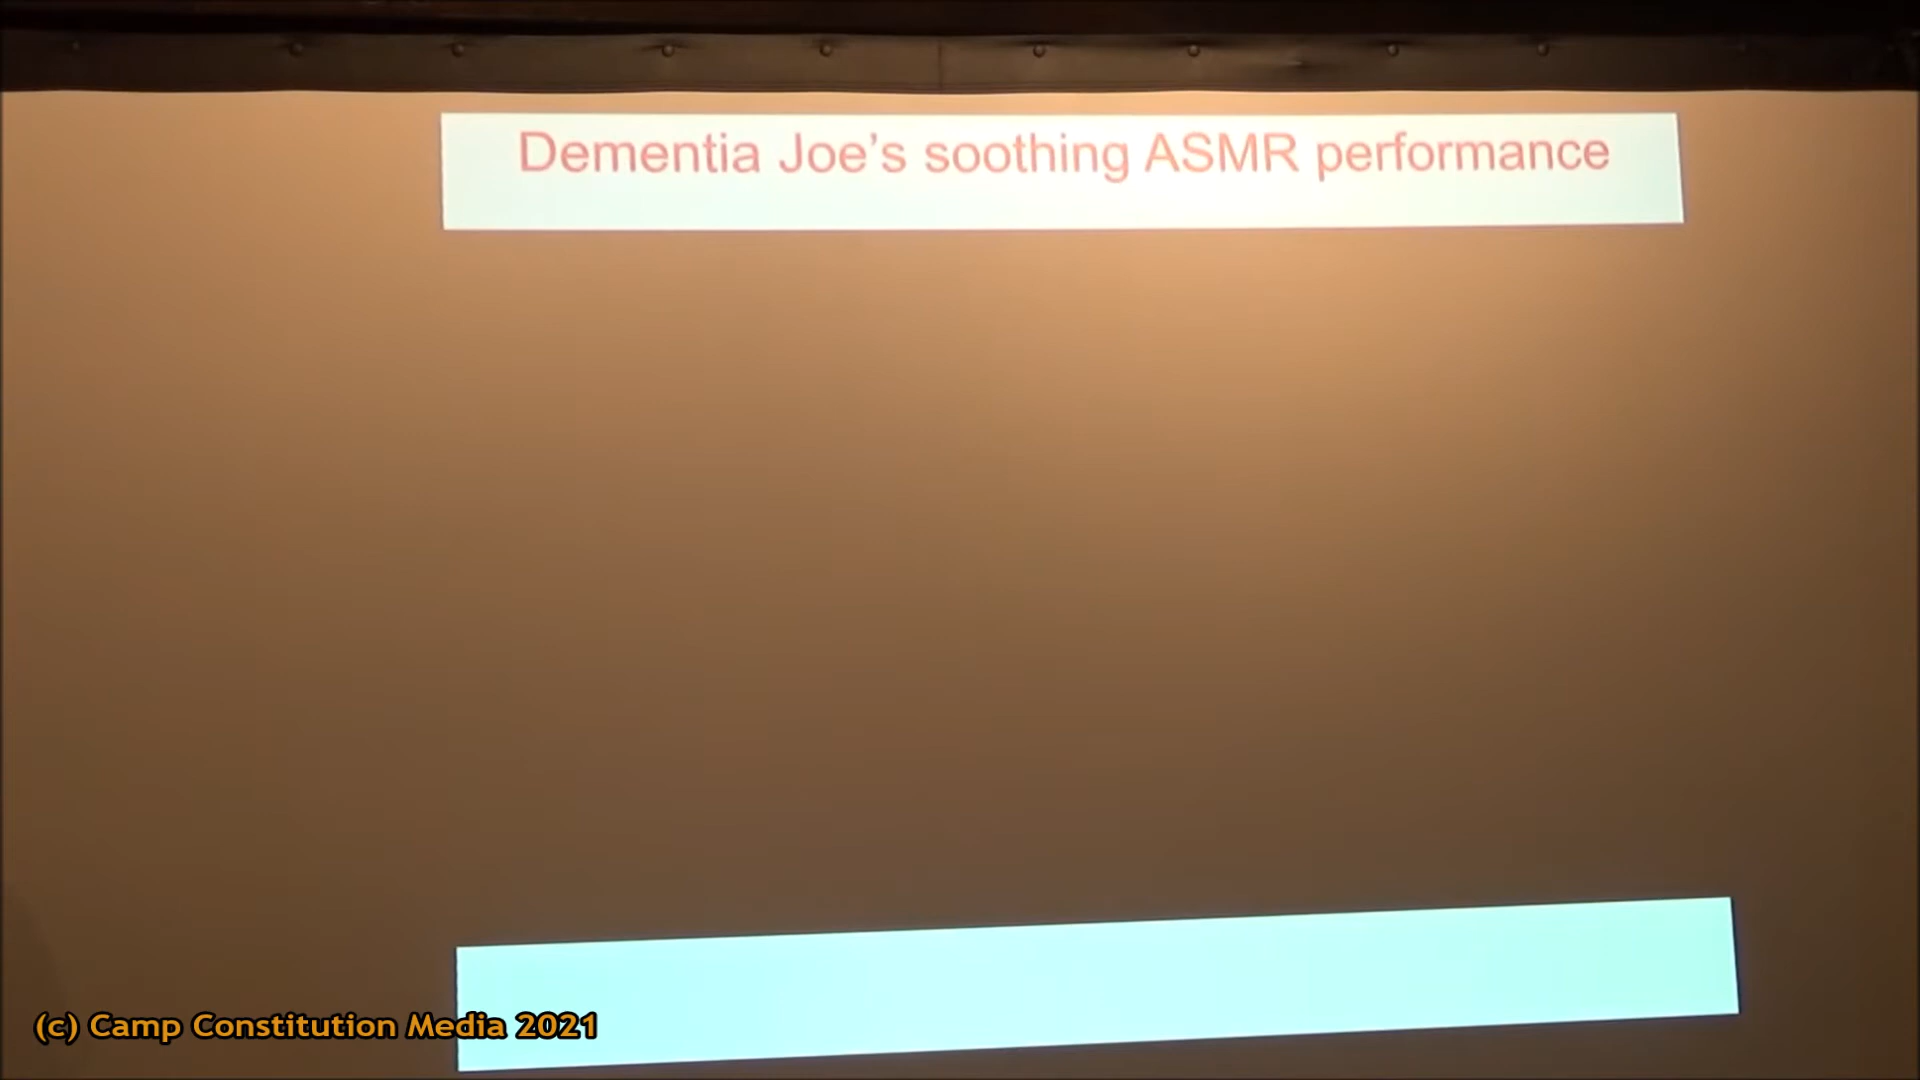 Dementia Joe’s soothing ASMR performance
(c) Camp Constitution Media 2021